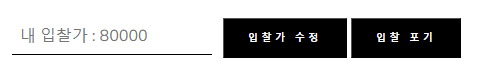 내 입찰가 : 80000 입찰가 수정 입찰 포기